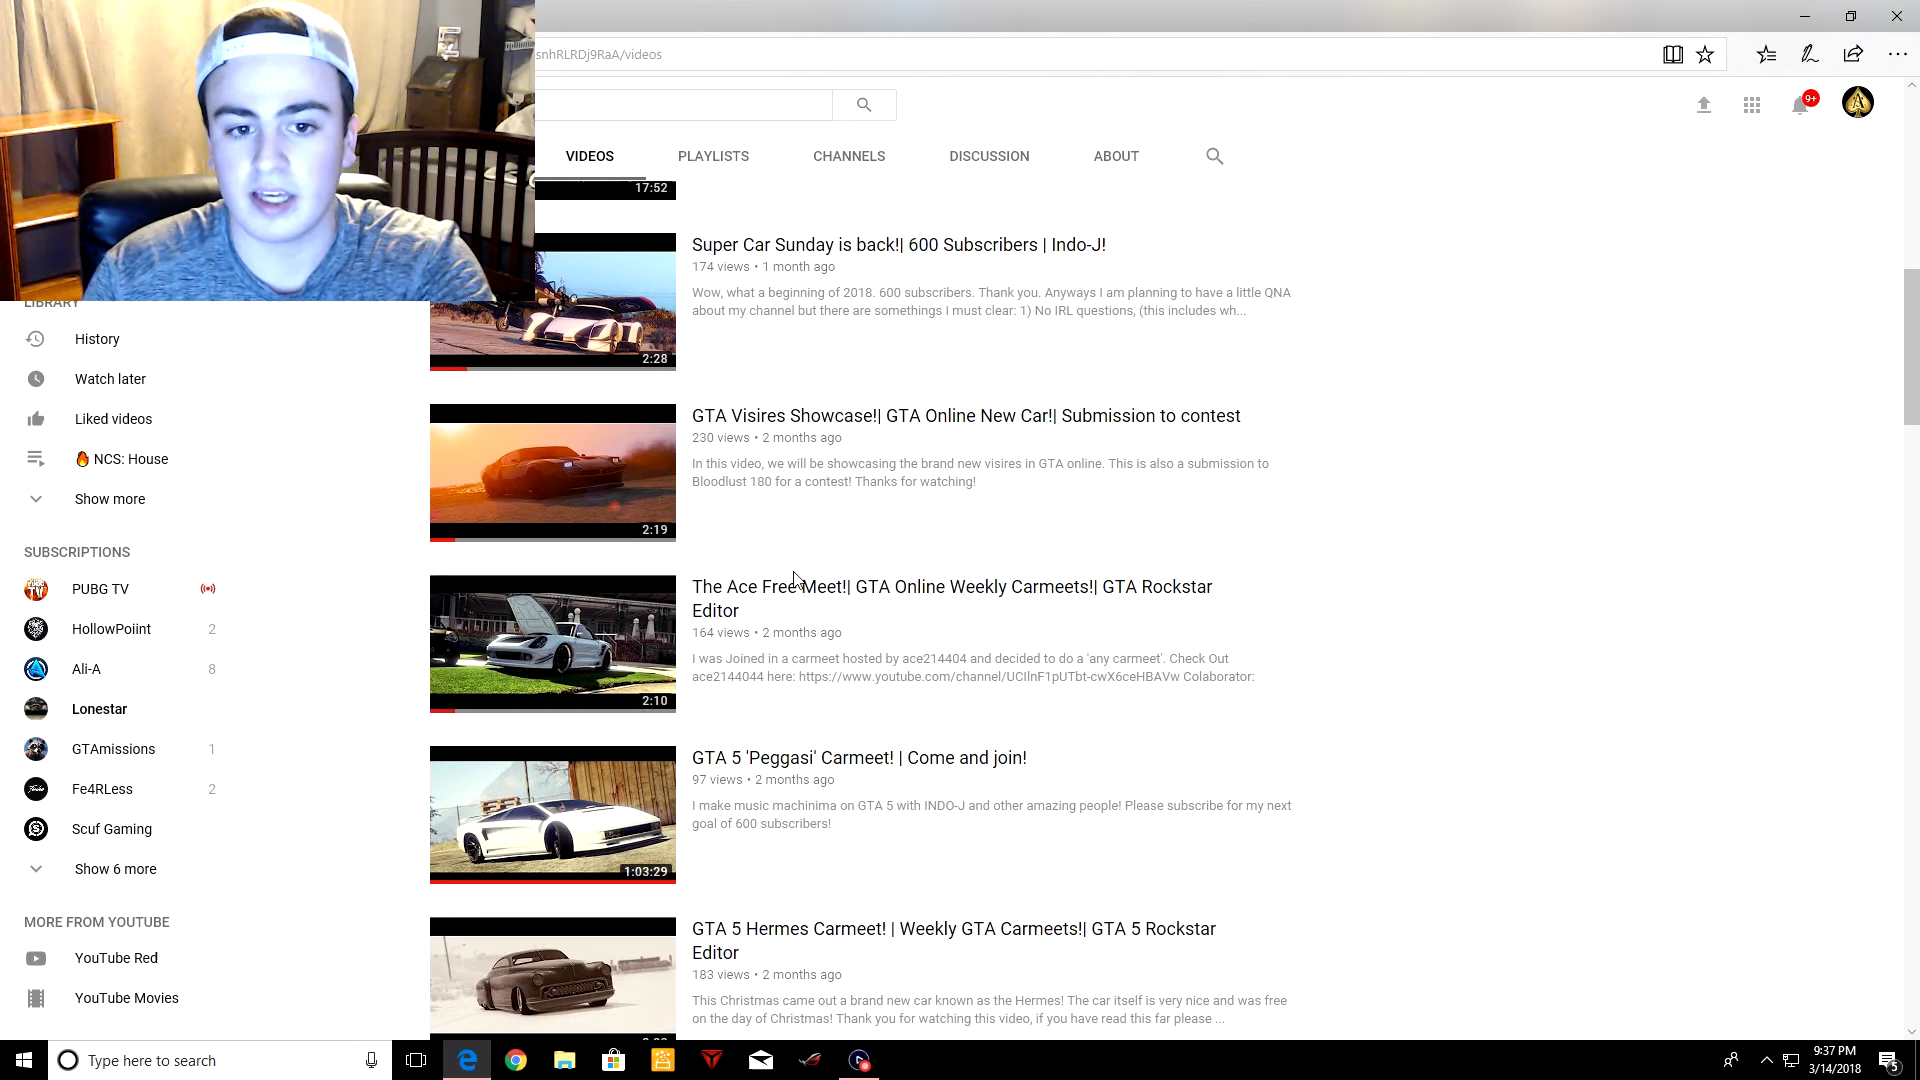 snhRLRDj9RaA/videos
9+
VIDEOS
PLAYLISTS
CHANNELS
DISCUSSION
ABOUT
17:52
Super Car Sunday is back!| 600 Subscribers | Indo-J!
174 views • 1 month ago
Wow, what a beginning of 2018. 600 subscribers. Thank you. Anyways I am planning to have a little QNA
about my channel but there are somethings I must clear: 1) No IRL questions, (this includes wh...
2:28
LIBRARY
History
Watch later
Liked videos
🔥 NCS: House
Show more
SUBSCRIPTIONS
PUBG TV
HollowPoiint 2
Ali-A 8
Lonestar
GTAmissions 1
Fe4RLess 2
Scuf Gaming
Show 6 more
MORE FROM YOUTUBE
YouTube Red
YouTube Movies
GTA Visires Showcase!| GTA Online New Car!| Submission to contest
230 views • 2 months ago
In this video, we will be showcasing the brand new visires in GTA online. This is also a submission to
Bloodlust 180 for a contest! Thanks for watching!
2:19
The Ace Free Meet!| GTA Online Weekly Carmeets!| GTA Rockstar
Editor
164 views • 2 months ago
I was Joined in a carmeet hosted by ace214404 and decided to do a 'any carmeet'. Check Out
ace2144044 here: https://www.youtube.com/channel/UCIlnF1pUTbt-cwX6ceHBAVw Colaborator:
2:10
GTA 5 'Peggasi' Carmeet! | Come and join!
97 views • 2 months ago
I make music machinima on GTA 5 with INDO-J and other amazing people! Please subscribe for my next
goal of 600 subscribers!
1:03:29
GTA 5 Hermes Carmeet! | Weekly GTA Carmeets!| GTA 5 Rockstar
Editor
183 views • 2 months ago
This Christmas came out a brand new car known as the Hermes! The car itself is very nice and was free
on the day of Christmas! Thank you for watching this video, if you have read this far please ...
Type here to search
9:37 PM
3/14/2018
5